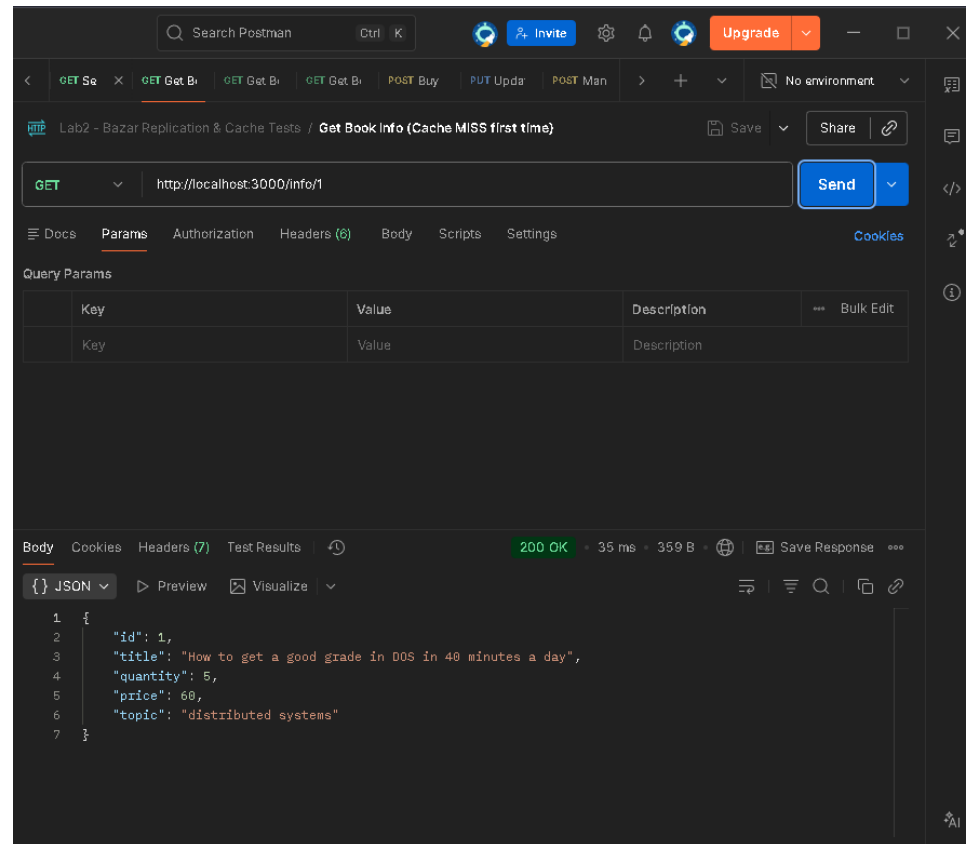 Search Postman Ctrl K Invite Upgrade
GET Se GET Get B GET Get B GET Get B POST Buy PUT Updat POST Man No environment
HTTP Lab2 - Bazar Replication & Cache Tests / Get Book Info (Cache MISS first time) Save Share
GET http://localhost:3000/info/1 Send
Docs Params Authorization Headers (6) Body Scripts Settings Cookies
Query Params
Key Value Description Bulk Edit
Key Value Description
Body Cookies Headers (7) Test Results 200 OK 35 ms 359 B e.g. Save Response
{} JSON Preview Visualize
1 {
2 "id": 1,
3 "title": "How to get a good grade in DOS in 40 minutes a day",
4 "quantity": 5,
5 "price": 60,
6 "topic": "distributed systems"
7 }
AI